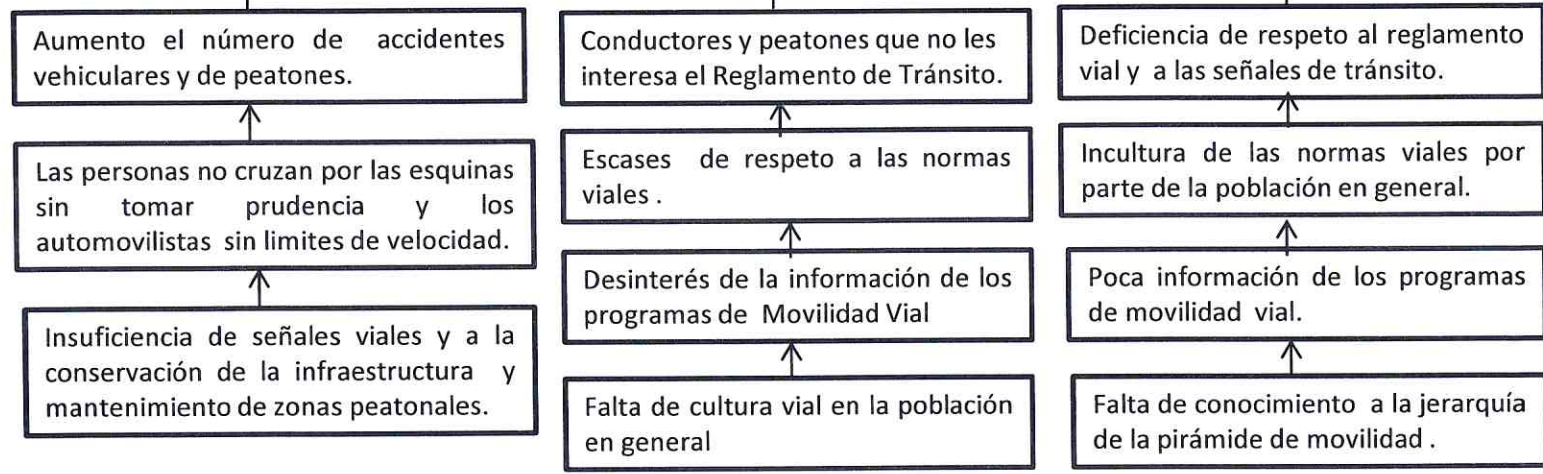 Aumento el número de accidentes
vehiculares y de peatones.
Las personas no cruzan por las esquinas
sin tomar prudencia y los
automovilistas sin limites de velocidad.
Insuficiencia de señales viales y a la
conservación de la infraestructura y
mantenimiento de zonas peatonales.
Conductores y peatones que no les
interesa el Reglamento de Tránsito.
Escases de respeto a las normas
viales .
Desinterés de la información de los
programas de Movilidad Vial
Falta de cultura vial en la población
en general
Deficiencia de respeto al reglamento
vial y a las señales de tránsito.
Incultura de las normas viales por
parte de la población en general.
Poca información de los programas
de movilidad vial.
Falta de conocimiento a la jerarquía
de la pirámide de movilidad .